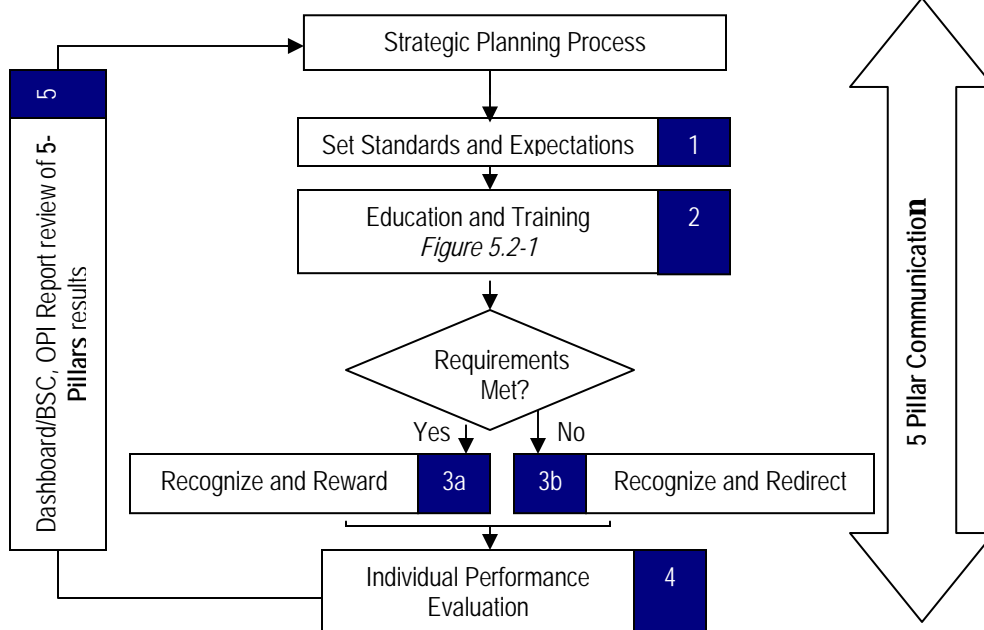 Strategic Planning Process
5
Dashboard/BSC, OPI Report review of 5-
Pillars results
Set Standards and Expectations
1
Education and Training
Figure 5.2-1
2
Requirements
Met?
Yes
No
Recognize and Reward
3a
3b
Recognize and Redirect
Individual Performance
Evaluation
4
5 Pillar Communication